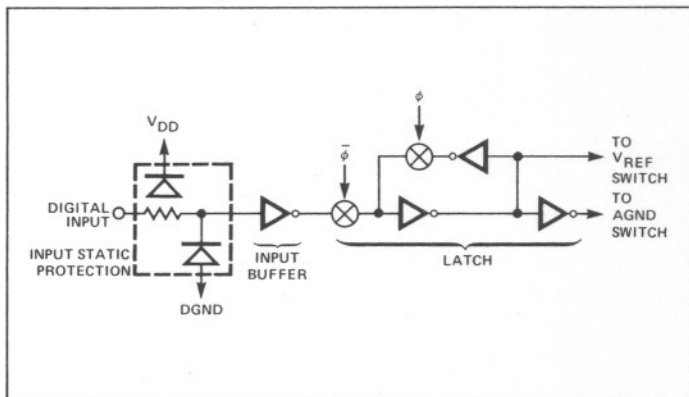 VDD
DIGITAL
INPUT
INPUT STATIC
PROTECTION
DGND
INPUT
BUFFER
φ̄
φ
LATCH
TO
VREF
SWITCH
TO
AGND
SWITCH